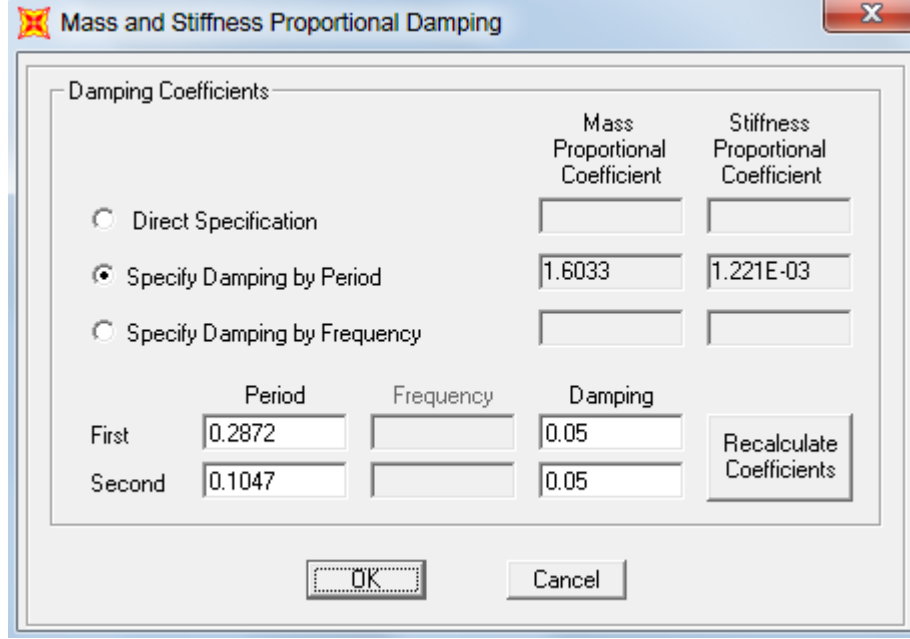 Mass and Stiffness Proportional Damping
x
Damping Coefficients
Mass Proportional Coefficient
Stiffness Proportional Coefficient
Direct Specification
Specify Damping by Period 1.6033 1.221E-03
Specify Damping by Frequency
Period Frequency Damping
First 0.2872 0.05
Second 0.1047 0.05
Recalculate Coefficients
OK Cancel